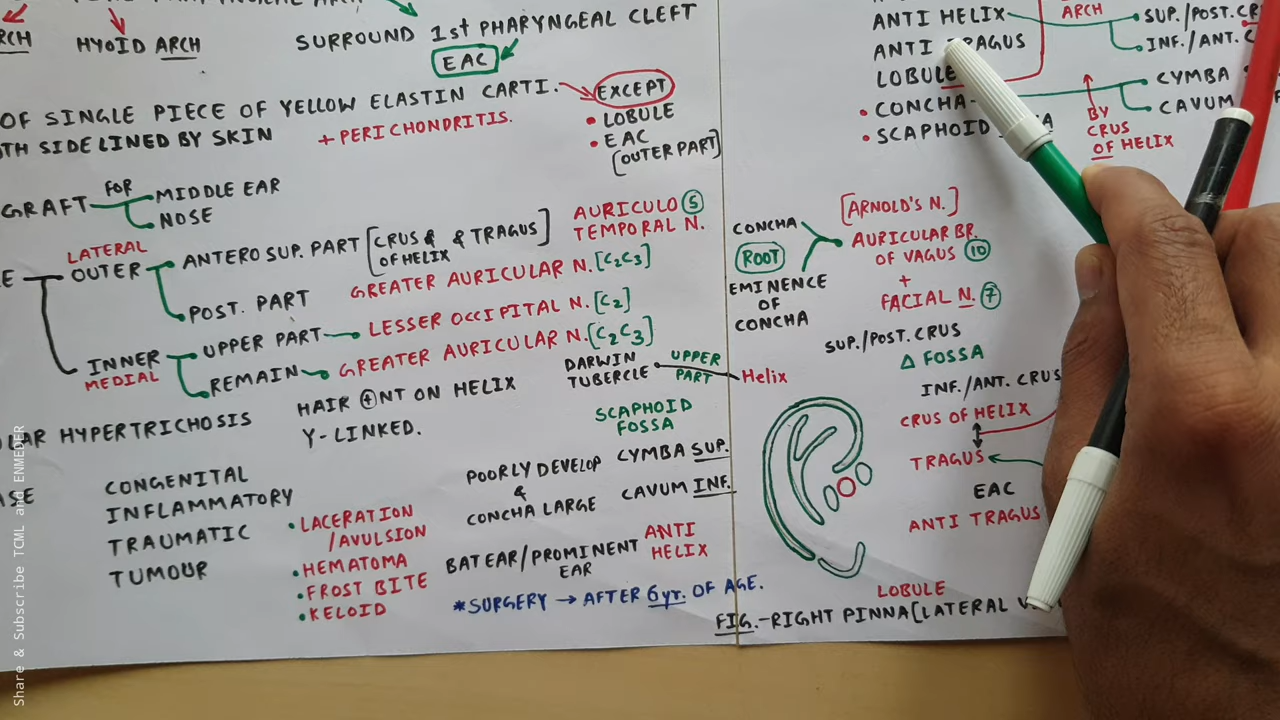 ARCH
HYOID ARCH
SURROUND 1st PHARYNGEAL CLEFT
EAC
OF SINGLE PIECE OF YELLOW ELASTIN CARTI.
EXCEPT
• LOBULE
• EAC
[OUTER PART]
SIDE LINED BY SKIN
+ PERICHONDRITIS.
GRAFT FOR MIDDLE EAR
NOSE
LATERAL
OUTER
ANTERO SUP. PART [CRUS & & TRAGUS]
OF HELIX
AURICULO 5
TEMPORAL N.
POST. PART
GREATER AURICULAR N. [C2C3]
INNER
MEDIAL
UPPER PART
LESSER OCCIPITAL N. [C2]
REMAIN
GREATER AURICULAR N. [C2C3]
DARWIN
TUBERCLE
UPPER
PART
Helix
HYPERTRICHOSIS
HAIR +NT ON HELIX
Y-LINKED.
SCAPHOID
FOSSA
CONGENITAL
INFLAMMATORY
TRAUMATIC
TUMOUR
• LACERATION
/AVULSION
• HEMATOMA
• FROST BITE
• KELOID
POORLY DEVELOP
&
CONCHA LARGE
CYMBA SUP.
CAVUM INF.
BAT EAR/PROMINENT
EAR
ANTI
HELIX
*SURGERY → AFTER 6yr. OF AGE.
ANTI HELIX
ARCH
SUP./POST.
INF./ANT.
ANTI TRAGUS
LOBULE
• CONCHA
CYMBA
CAVUM
• SCAPHOID
BY
CRUS
OF HELIX
CONCHA
ROOT
EMINENCE
OF
CONCHA
[ARNOLD'S N.]
AURICULAR BR.
OF VAGUS 10
+
FACIAL N. 7
SUP./POST CRUS
Δ FOSSA
INF./ANT. CRUS
CRUS OF HELIX
TRAGUS
EAC
ANTI TRAGUS
LOBULE
FIG.-RIGHT PINNA [LATERAL
Share & Subscribe TCML and ENMEDER